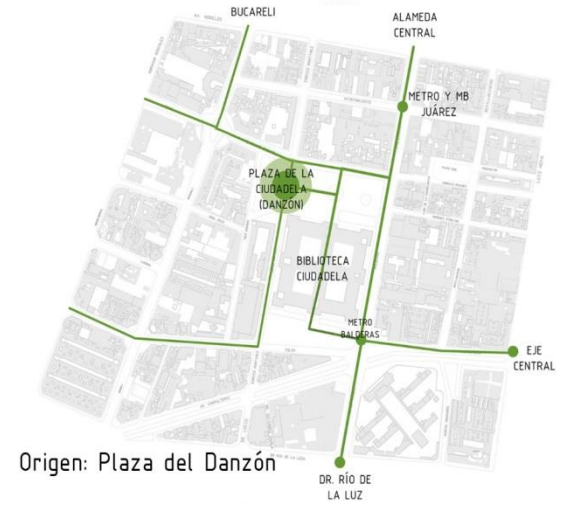 BUCARELI
ALAMEDA
CENTRAL
METRO Y MB
JUÁREZ
PLAZA DE LA
CIUDADELA
(DANZÓN)
BIBLIOTECA
CIUDADELA
METRO
BALDERAS
EJE
CENTRAL
Origen: Plaza del Danzón
DR. RÍO DE
LA LUZ